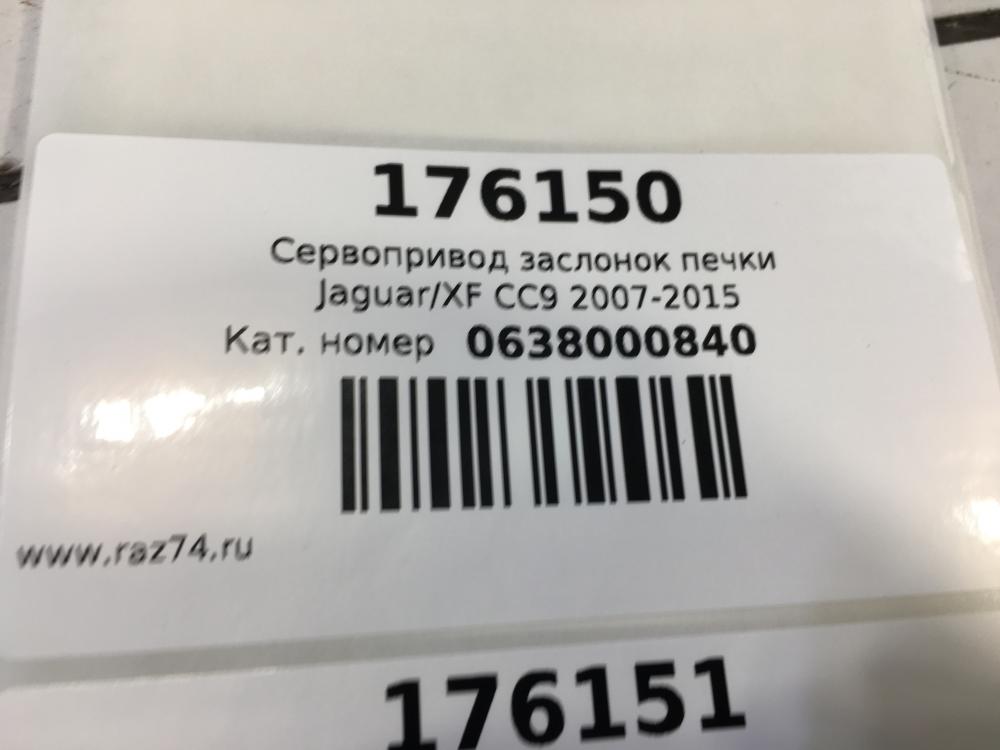 176150
Сервопривод заслонок печки
Jaguar/XF CC9 2007-2015
Кат. номер 0638000840
www.raz74.ru
176151